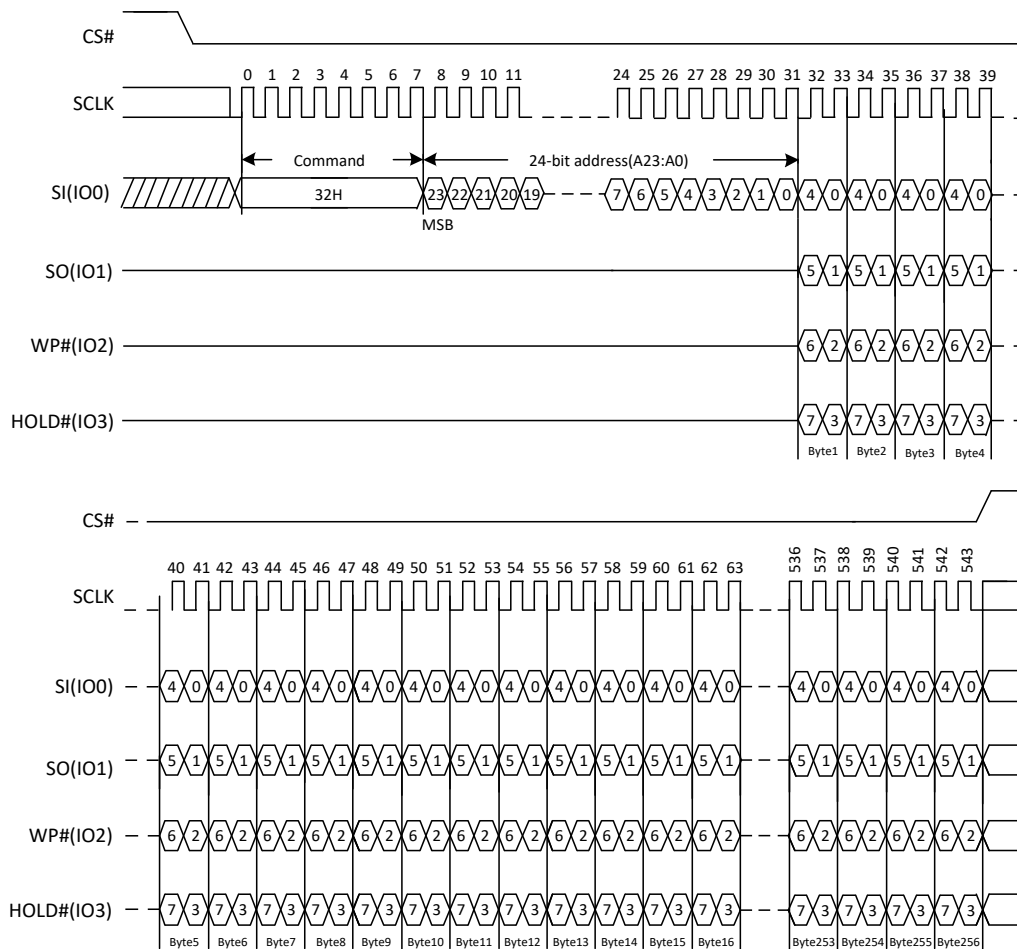 CS#
0 1 2 3 4 5 6 7 8 9 10 11 24 25 26 27 28 29 30 31 32 33 34 35 36 37 38 39
SCLK
Command 24-bit address(A23:A0)
SI(IO0) 32H 23 22 21 20 19 7 6 5 4 3 2 1 0 4 0 4 0 4 0 4 0
MSB
SO(IO1) 5 1 5 1 5 1 5 1
WP#(IO2) 6 2 6 2 6 2 6 2
HOLD#(IO3) 7 3 7 3 7 3 7 3
Byte1 Byte2 Byte3 Byte4
CS#
40 41 42 43 44 45 46 47 48 49 50 51 52 53 54 55 56 57 58 59 60 61 62 63 536 537 538 539 540 541 542 543
SCLK
SI(IO0) 4 0 4 0 4 0 4 0 4 0 4 0 4 0 4 0 4 0 4 0 4 0 4 0 4 0 4 0 4 0 4 0
SO(IO1) 5 1 5 1 5 1 5 1 5 1 5 1 5 1 5 1 5 1 5 1 5 1 5 1 5 1 5 1 5 1 5 1
WP#(IO2) 6 2 6 2 6 2 6 2 6 2 6 2 6 2 6 2 6 2 6 2 6 2 6 2 6 2 6 2 6 2 6 2
HOLD#(IO3) 7 3 7 3 7 3 7 3 7 3 7 3 7 3 7 3 7 3 7 3 7 3 7 3 7 3 7 3 7 3 7 3
Byte5 Byte6 Byte7 Byte8 Byte9 Byte10 Byte11 Byte12 Byte13 Byte14 Byte15 Byte16 Byte253 Byte254 Byte255 Byte256